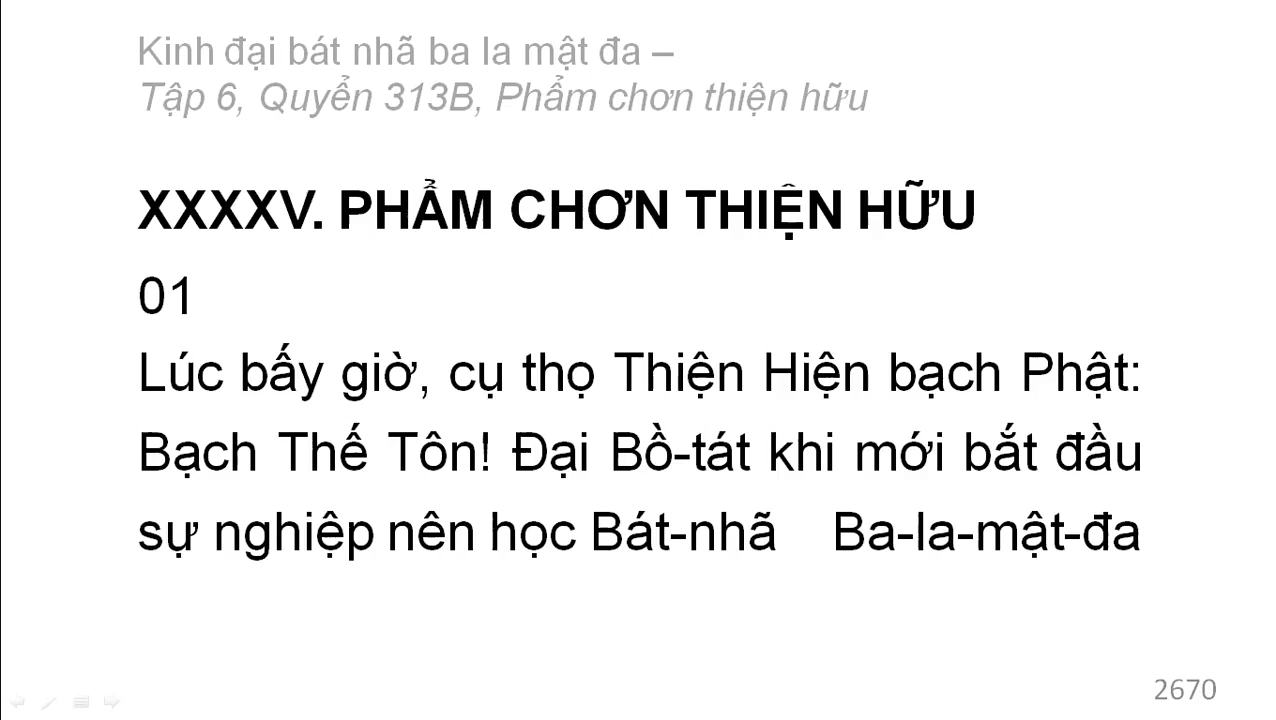 Kinh đại bát nhã ba la mật đa –
Tập 6, Quyển 313B, Phẩm chơn thiện hữu
XXXXV. PHẨM CHƠN THIỆN HỮU
01
Lúc bấy giờ, cụ thọ Thiện Hiện bạch Phật:
Bạch Thế Tôn! Đại Bồ-tát khi mới bắt đầu
sự nghiệp nên học Bát-nhã Ba-la-mật-đa
2670